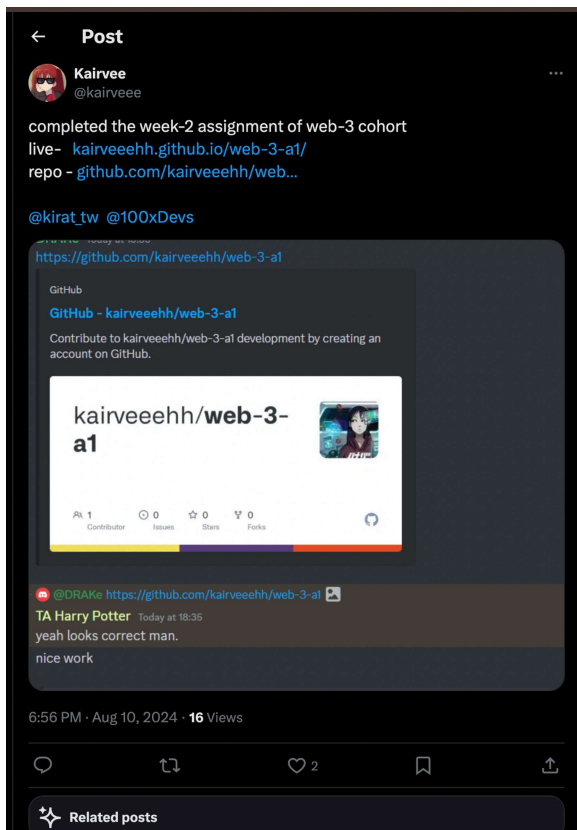 Post
Kairvee
@kairveee
completed the week-2 assignment of web-3 cohort
live- kairveeehh.github.io/web-3-a1/
repo - github.com/kairveeehh/web...
@kirat_tw @100xDevs
https://github.com/kairveeehh/web-3-a1
GitHub
GitHub - kairveeehh/web-3-a1
Contribute to kairveeehh/web-3-a1 development by creating an
account on GitHub.
kairveeehh/web-3-
a1
1
Contributor
0
Issues
0
Stars
0
Forks
@DRAKe https://github.com/kairveeehh/web-3-a1
TA Harry Potter Today at 18:35
yeah looks correct man.
nice work
6:56 PM · Aug 10, 2024 · 16 Views
2
Related posts